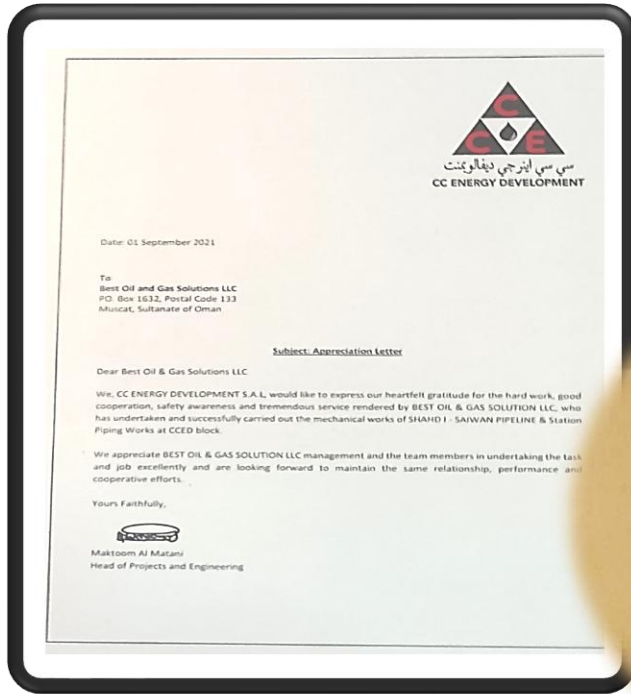 C
C E
سي سي اينرجي ديفالوبمنت
CC ENERGY DEVELOPMENT
Date: 01 September 2021
To
Best Oil and Gas Solutions LLC
PO. Box 1632, Postal Code 133
Muscat, Sultanate of Oman
Subject: Appreciation Letter
Dear Best Oil & Gas Solutions LLC
We, CC ENERGY DEVELOPMENT S.A.L, would like to express our heartfelt gratitude for the hard work, good
cooperation, safety awareness and tremendous service rendered by BEST OIL & GAS SOLUTION LLC, who
has undertaken and successfully carried out the mechanical works of SHAHD I - SAIWAN PIPELINE & Station
Piping Works at CCED block.
We appreciate BEST OIL & GAS SOLUTION LLC management and the team members in undertaking the task
and job excellently and are looking forward to maintain the same relationship, performance and
cooperative efforts.
Yours Faithfully,
Maktoom Al Matani
Head of Projects and Engineering